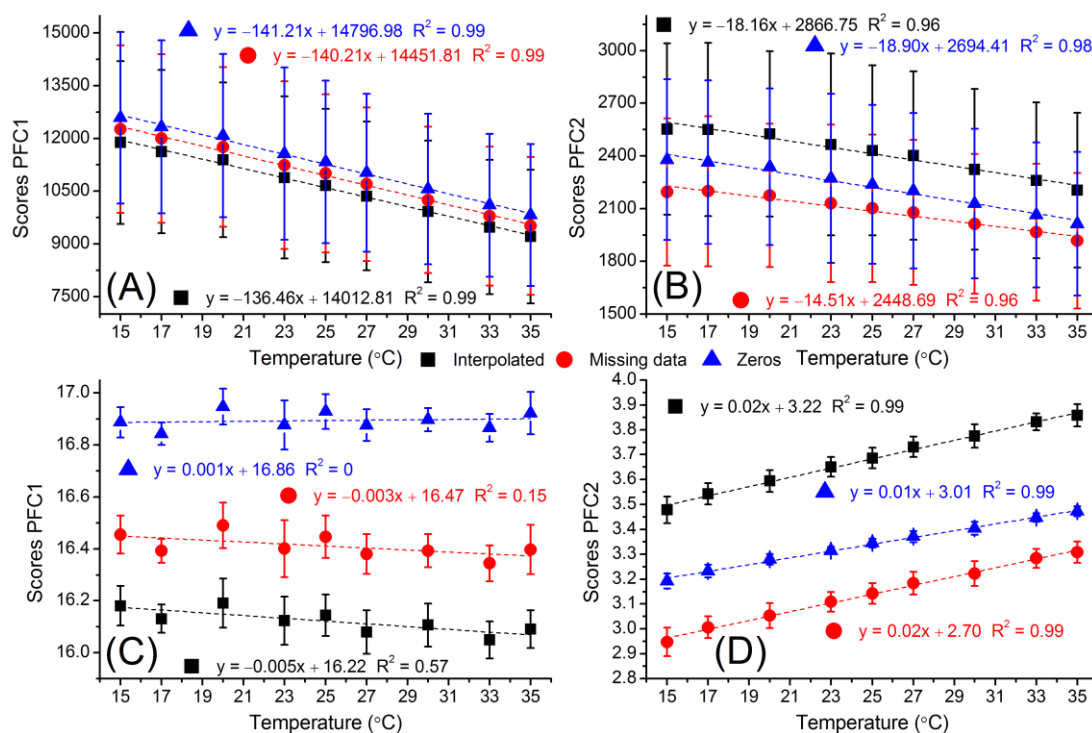 y = −141.21x + 14796.98 R² = 0.99
y = −140.21x + 14451.81 R² = 0.99
15000
13500
12000
10500
9000
7500
Scores PFC1
(A)
y = −136.46x + 14012.81 R² = 0.99
15 17 19 21 23 25 27 29 31 33 35
Temperature (°C)
y = −18.16x + 2866.75 R² = 0.96
y = −18.90x + 2694.41 R² = 0.98
3000
2700
2400
2100
1800
1500
Scores PFC2
(B)
y = −14.51x + 2448.69 R² = 0.96
15 17 19 21 23 25 27 29 31 33 35
Temperature (°C)
Interpolated Missing data Zeros
17.0
16.8
16.6
16.4
16.2
16.0
Scores PFC1
y = 0.001x + 16.86 R² = 0
y = −0.003x + 16.47 R² = 0.15
(C)
y = −0.005x + 16.22 R² = 0.57
15 17 19 21 23 25 27 29 31 33 35
Temperature (°C)
4.0
3.9
3.8
3.7
3.6
3.5
3.4
3.3
3.2
3.1
3.0
2.9
2.8
Scores PFC2
y = 0.02x + 3.22 R² = 0.99
y = 0.01x + 3.01 R² = 0.99
y = 0.02x + 2.70 R² = 0.99
(D)
15 17 19 21 23 25 27 29 31 33 35
Temperature (°C)